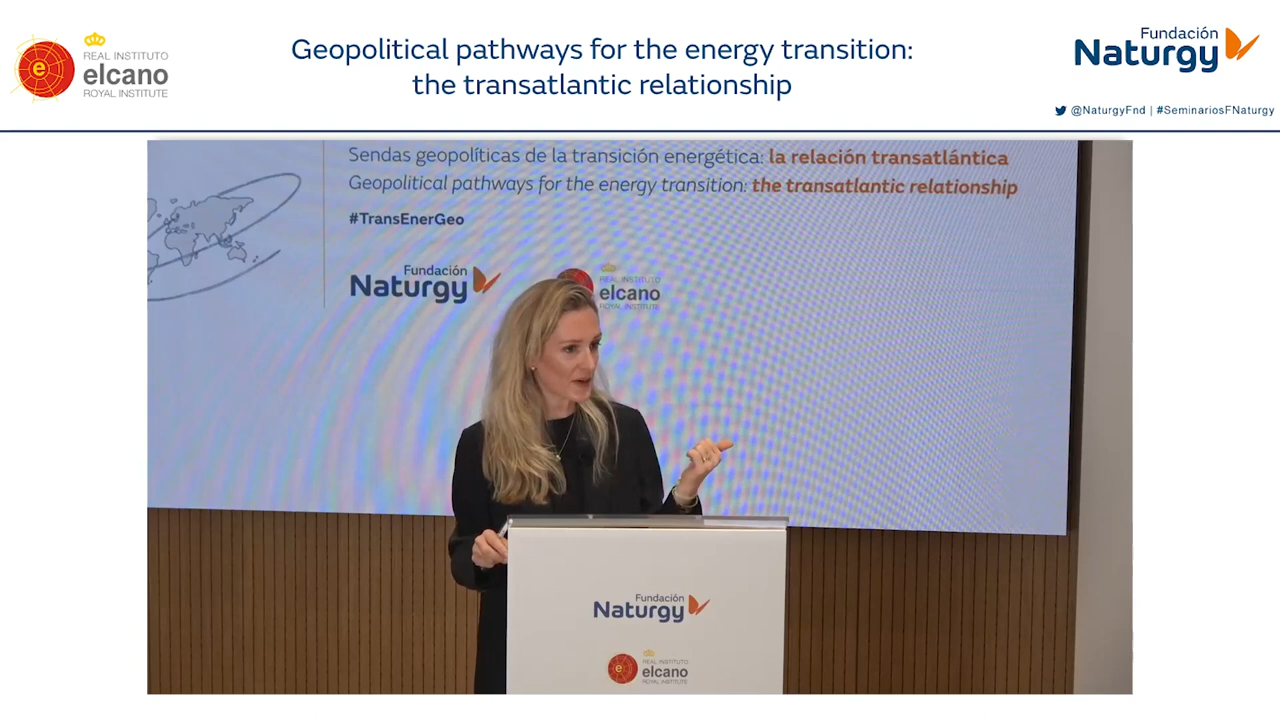 REAL INSTITUTO
elcano
ROYAL INSTITUTE
Geopolitical pathways for the energy transition:
the transatlantic relationship
Fundación
Naturgy
@NaturgyFnd | #SeminariosFNaturgy
Sendas geopolíticas de la transición energética: la relación transatlántica
Geopolitical pathways for the energy transition: the transatlantic relationship
#TransEnerGeo
Fundación
Naturgy
REAL INSTITUTO
elcano
ROYAL INSTITUTE
Fundación
Naturgy
e
REAL INSTITUTO
elcano
ROYAL INSTITUTE